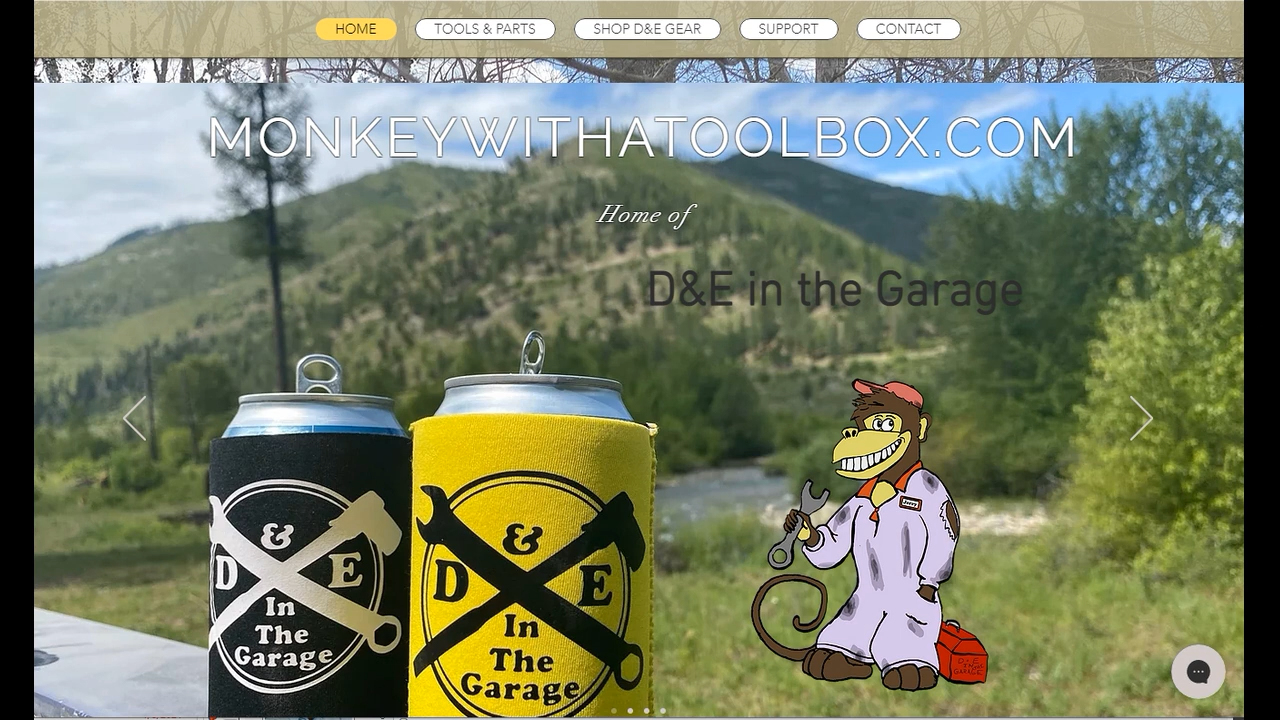 HOME
TOOLS & PARTS
SHOP D&E GEAR
SUPPORT
CONTACT
MONKEYWITHATOOLBOX.COM
Home of
D&E in the Garage
&
D E
In
The
Garage
&
D E
In
The
Garage